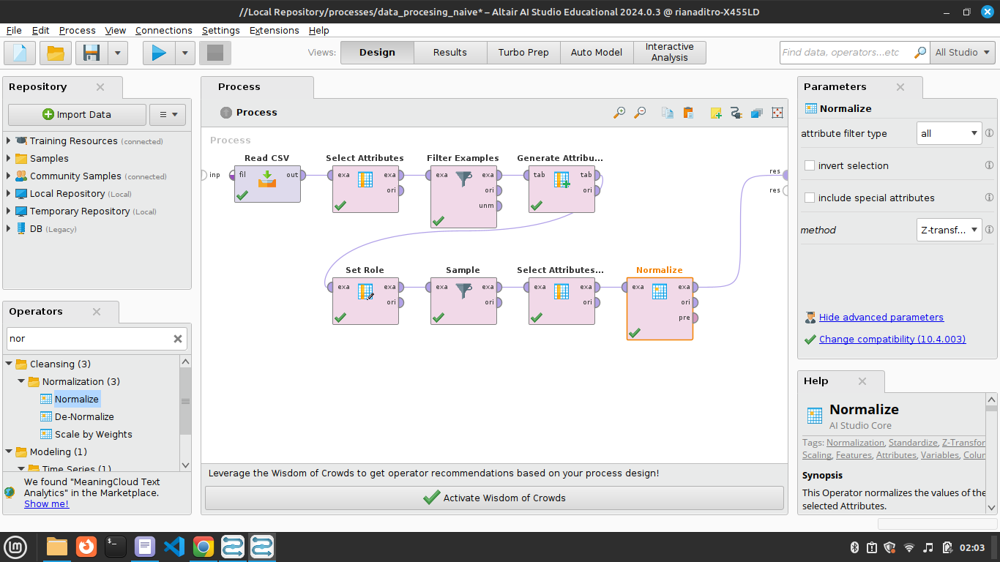 //Local Repository/processes/data_procesing_naive* – Altair AI Studio Educational 2024.0.3 @ rianaditro-X455LD
File Edit Process View Connections Settings Extensions Help
Views: Design Results Turbo Prep Auto Model Interactive Analysis
Find data, operators...etc All Studio
Repository
Import Data
Training Resources (connected)
Samples
Community Samples (connected)
Local Repository (Local)
Temporary Repository (Local)
DB (Legacy)
Operators
nor
Cleansing (3)
Normalization (3)
Normalize
De-Normalize
Scale by Weights
Modeling (1)
Time Series (1)
We found "MeaningCloud Text
Analytics" in the Marketplace.
Show me!
Process
Process
Process
Read CSV Select Attributes Filter Examples Generate Attribu...
inp fil out exa exa exa exa tab tab res
ori ori ori res
unm
Set Role Sample Select Attributes... Normalize
exa exa exa exa exa exa exa exa
ori ori ori ori
pre
Leverage the Wisdom of Crowds to get operator recommendations based on your process design!
Activate Wisdom of Crowds
Parameters
Normalize
attribute filter type all
invert selection
include special attributes
method Z-transf...
Hide advanced parameters
Change compatibility (10.4.003)
Help
Normalize
AI Studio Core
Tags: Normalization, Standardize, Z-Transfor
Scaling, Features, Attributes, Variables, Colur
Synopsis
This Operator normalizes the values of the
selected Attributes.
02:03